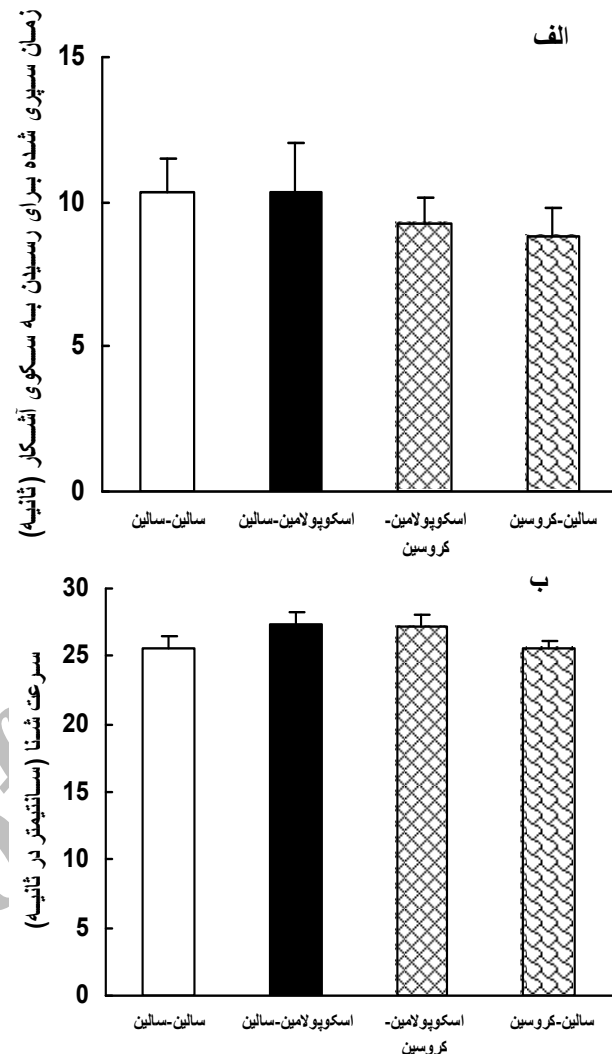 الف
زمان سپری شده برای رسیدن به سکوی آشکار (ثانیه)
15
10
5
0
سالین-سالین
اسکوپولامین-سالین
اسکوپولامین-
کروسین
سالین-کروسین
ب
سرعت شنا (سانتیمتر در ثانیه)
30
25
20
15
10
5
0
سالین-سالین
اسکوپولامین-سالین
اسکوپولامین-
کروسین
سالین-کروسین